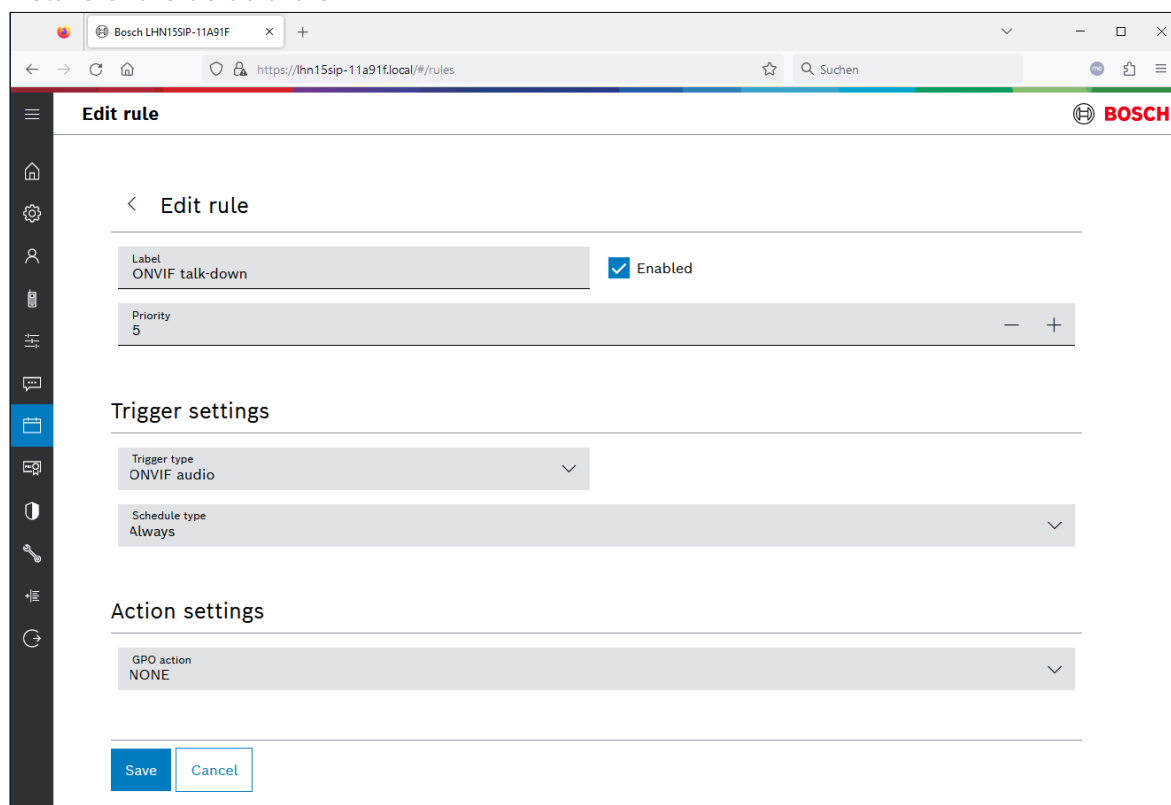 Bosch LHN15SIP-11A91F
https://lhn15sip-11a91f.local/#/rules
Suchen
me
Edit rule
BOSCH
Edit rule
Label
ONVIF talk-down
Enabled
Priority
5
Trigger settings
Trigger type
ONVIF audio
Schedule type
Always
Action settings
GPO action
NONE
Save
Cancel